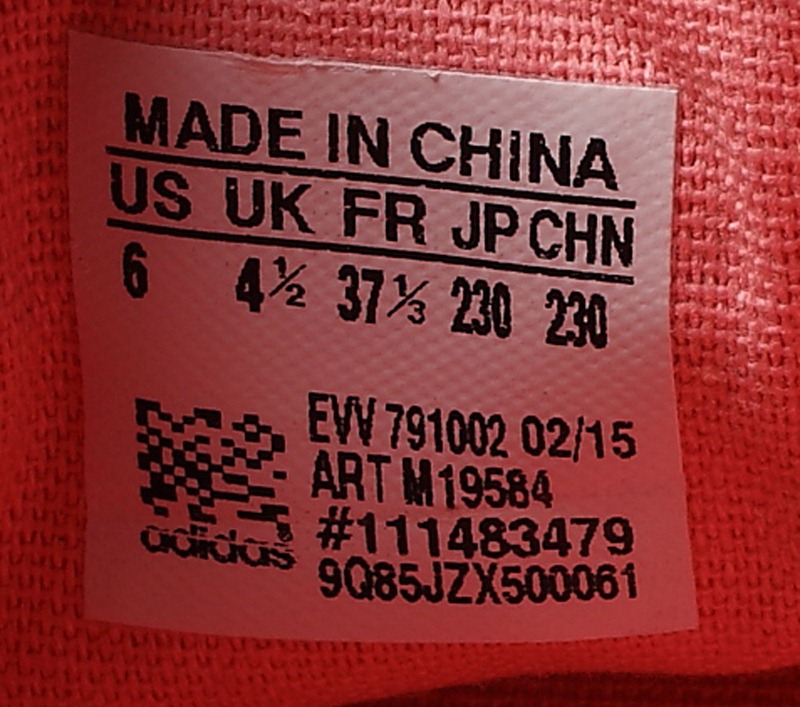 MADE IN CHINA
US UK FR JP CHN
6 4½ 37⅓ 230 230
EVV 791002 02/15
ART M19584
#111483479
adidas®
9Q85JZX500061